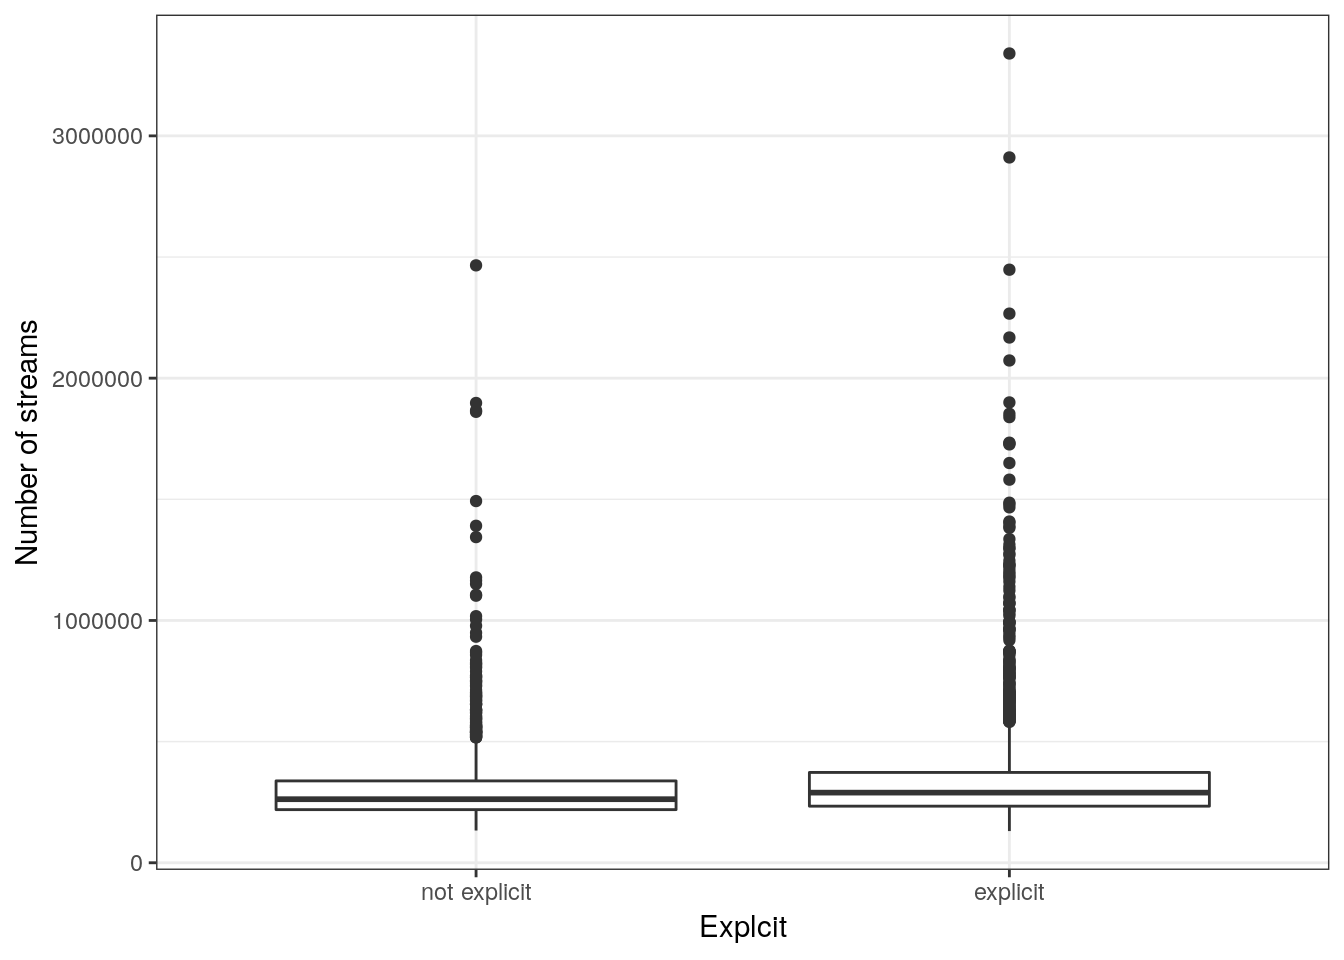 Number of streams
3000000
2000000
1000000
0
not explicit
explicit
Explcit